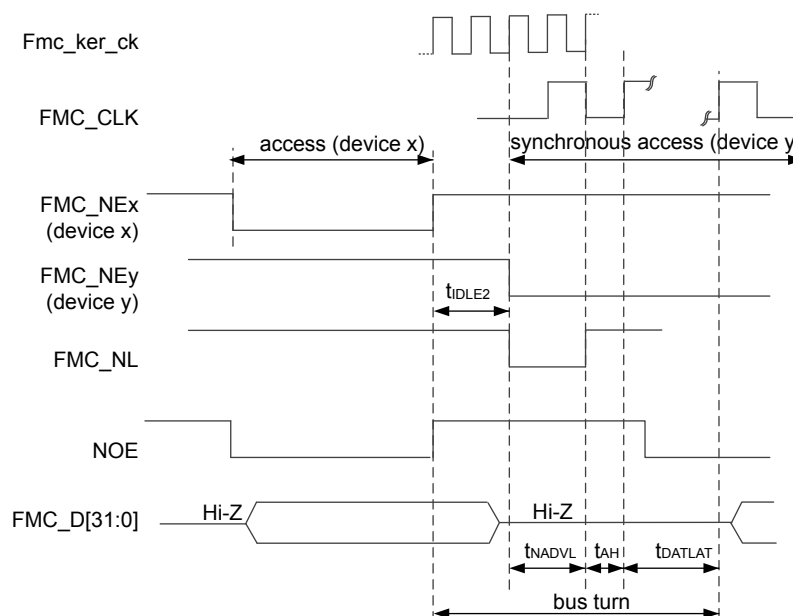 Fmc_ker_ck
FMC_CLK
access (device x)
synchronous access (device y
FMC_NEx
(device x)
FMC_NEy
(device y)
tIDLE2
FMC_NL
NOE
FMC_D[31:0]
Hi-Z
Hi-Z
tNADVL
tAH
tDATLAT
bus turn